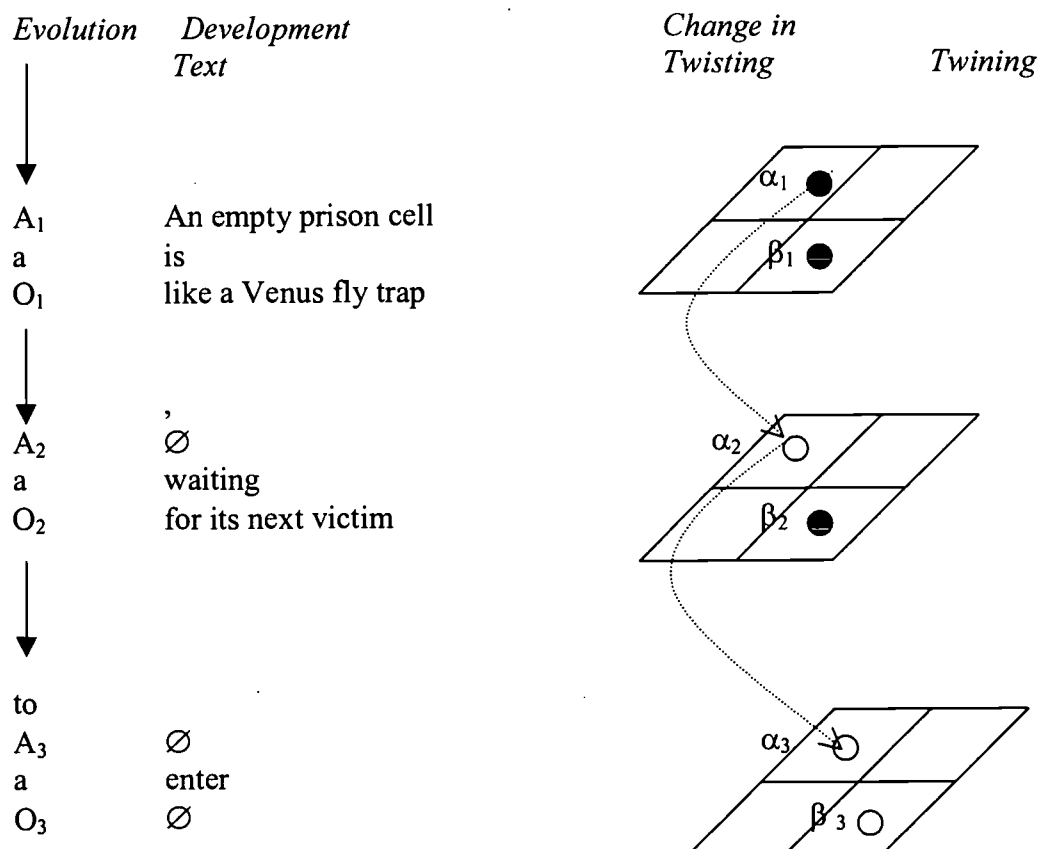 Evolution Development Change in
Text Twisting Twining
α₁
A₁ An empty prison cell
a is β₁
O₁ like a Venus fly trap
,
A₂ ∅ α₂
a waiting
O₂ for its next victim β₂
to
A₃ ∅ α₃
a enter
O₃ ∅ β₃